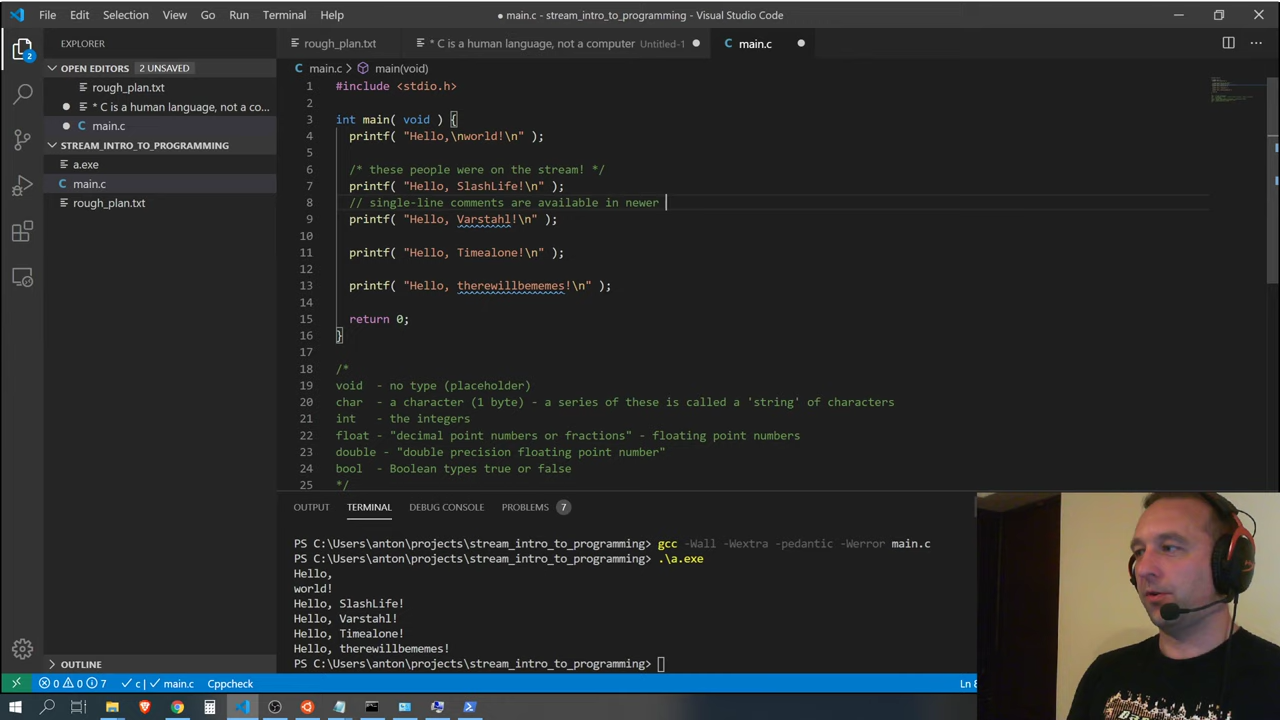 File Edit Selection View Go Run Terminal Help
● main.c - stream_intro_to_programming - Visual Studio Code
EXPLORER
rough_plan.txt
* C is a human language, not a computer Untitled-1 ●
C main.c ●
OPEN EDITORS 2 UNSAVED
rough_plan.txt
● * C is a human language, not a co...
● C main.c
STREAM_INTRO_TO_PROGRAMMING
a.exe
C main.c
rough_plan.txt
2
C main.c > main(void)
1 #include <stdio.h>
2
3 int main( void ) {
4 printf( "Hello,\nworld!\n" );
5
6 /* these people were on the stream! */
7 printf( "Hello, SlashLife!\n" );
8 // single-line comments are available in newer
9 printf( "Hello, Varstahl!\n" );
10
11 printf( "Hello, Timealone!\n" );
12
13 printf( "Hello, therewillbememes!\n" );
14
15 return 0;
16 }
17
18 /*
19 void - no type (placeholder)
20 char - a character (1 byte) - a series of these is called a 'string' of characters
21 int - the integers
22 float - "decimal point numbers or fractions" - floating point numbers
23 double - "double precision floating point number"
24 bool - Boolean types true or false
25 */
OUTPUT TERMINAL DEBUG CONSOLE PROBLEMS 7
PS C:\Users\anton\projects\stream_intro_to_programming> gcc -Wall -Wextra -pedantic -Werror main.c
PS C:\Users\anton\projects\stream_intro_to_programming> .\a.exe
Hello,
world!
Hello, SlashLife!
Hello, Varstahl!
Hello, Timealone!
Hello, therewillbememes!
PS C:\Users\anton\projects\stream_intro_to_programming>
OUTLINE
0 0 7 c | main.c Cppcheck
Ln 8